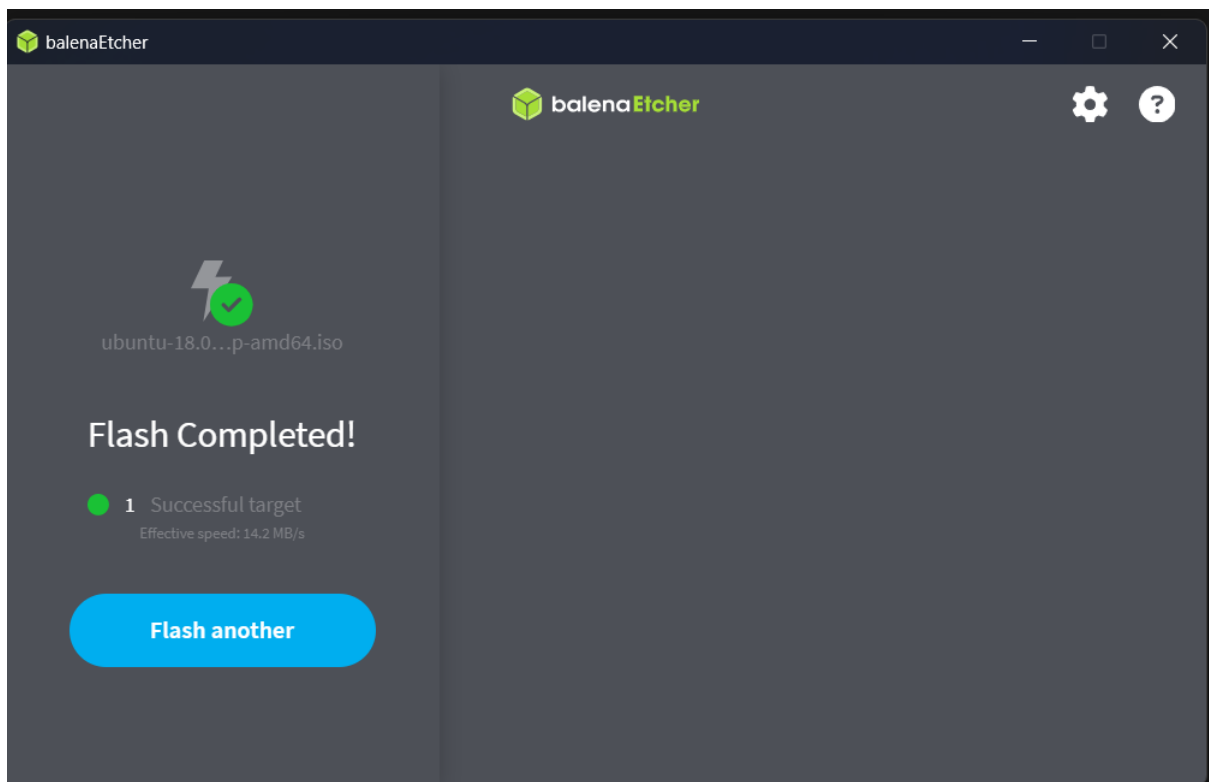 balenaEtcher
balenaEtcher
ubuntu-18.0...p-amd64.iso
Flash Completed!
1 Successful target
Effective speed: 14.2 MB/s
Flash another